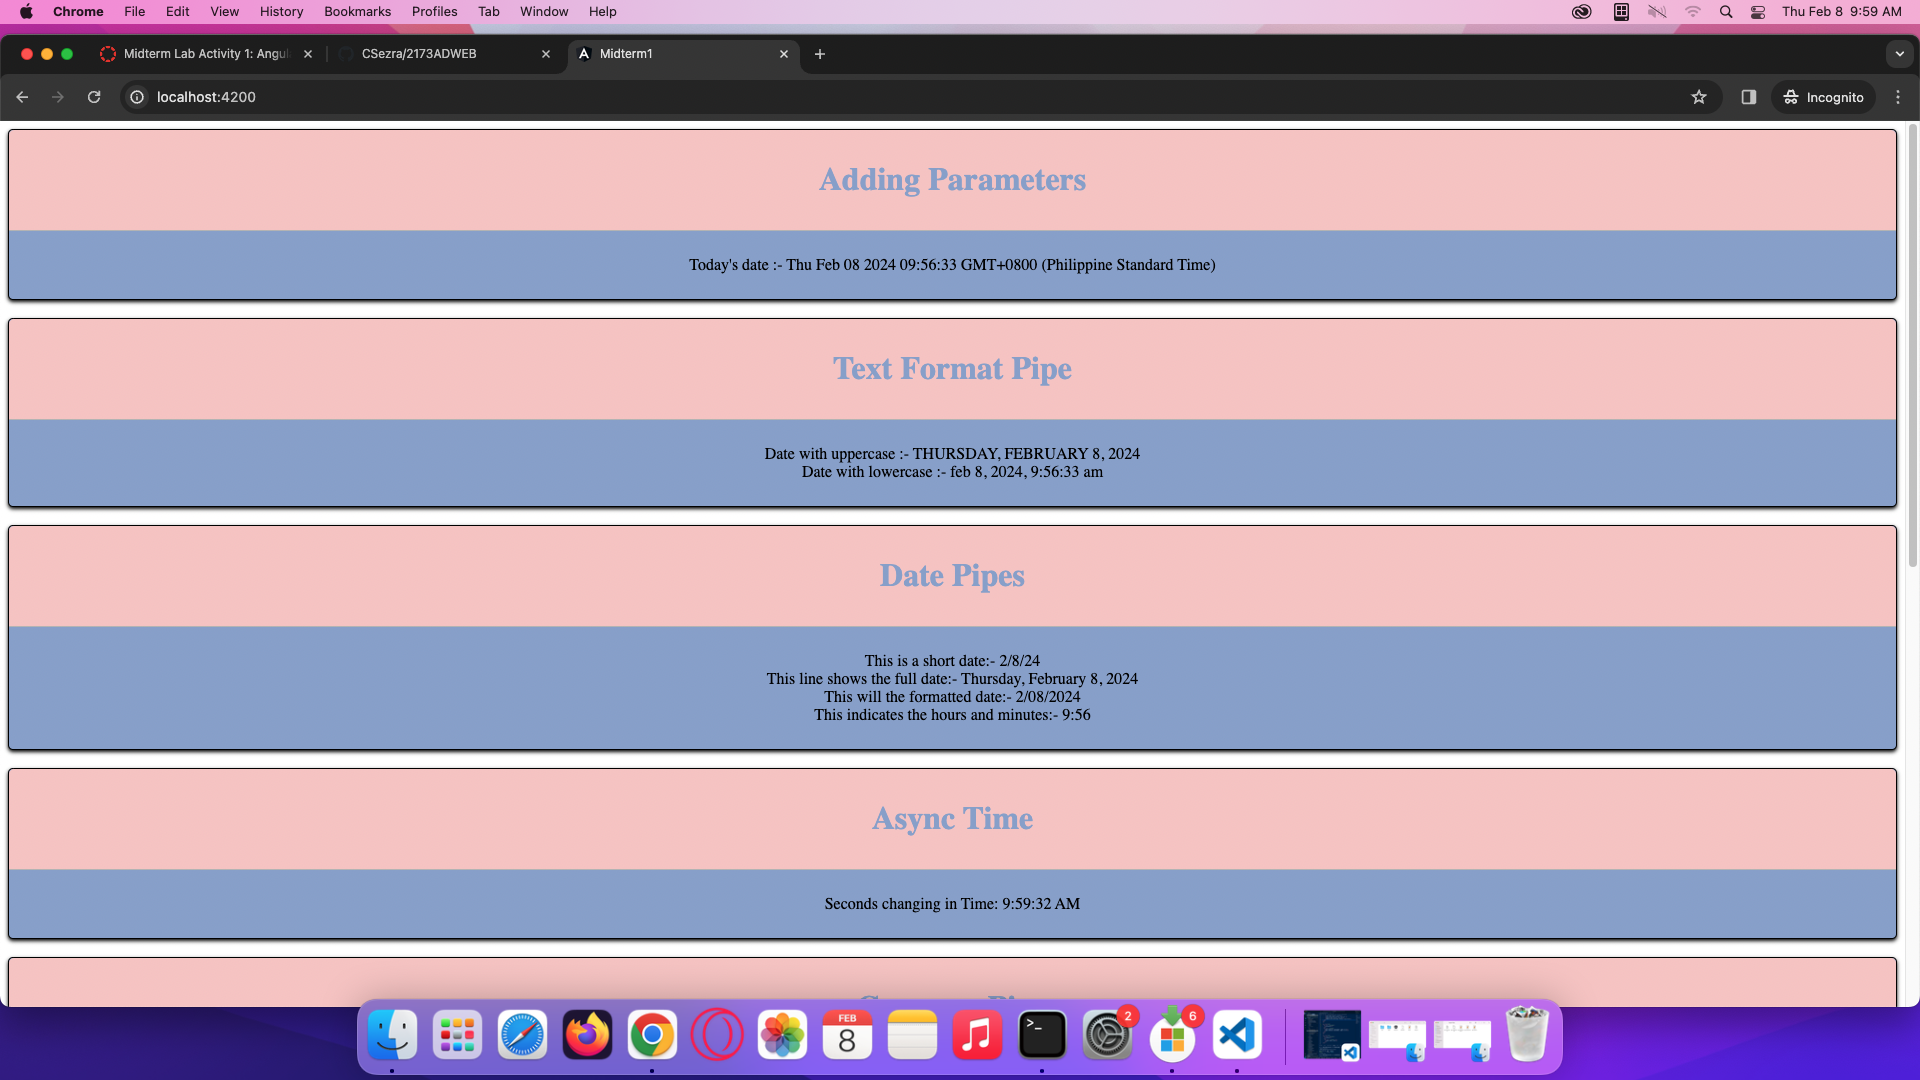 Chrome File Edit View History Bookmarks Profiles Tab Window Help Thu Feb 8 9:59 AM
Midterm Lab Activity 1: Angul CSezra/2173ADWEB Midterm1
localhost:4200 Incognito
Adding Parameters
Today's date :- Thu Feb 08 2024 09:56:33 GMT+0800 (Philippine Standard Time)
Text Format Pipe
Date with uppercase :- THURSDAY, FEBRUARY 8, 2024
Date with lowercase :- feb 8, 2024, 9:56:33 am
Date Pipes
This is a short date:- 2/8/24
This line shows the full date:- Thursday, February 8, 2024
This will the formatted date:- 2/08/2024
This indicates the hours and minutes:- 9:56
Async Time
Seconds changing in Time: 9:59:32 AM
FEB 2 6
8